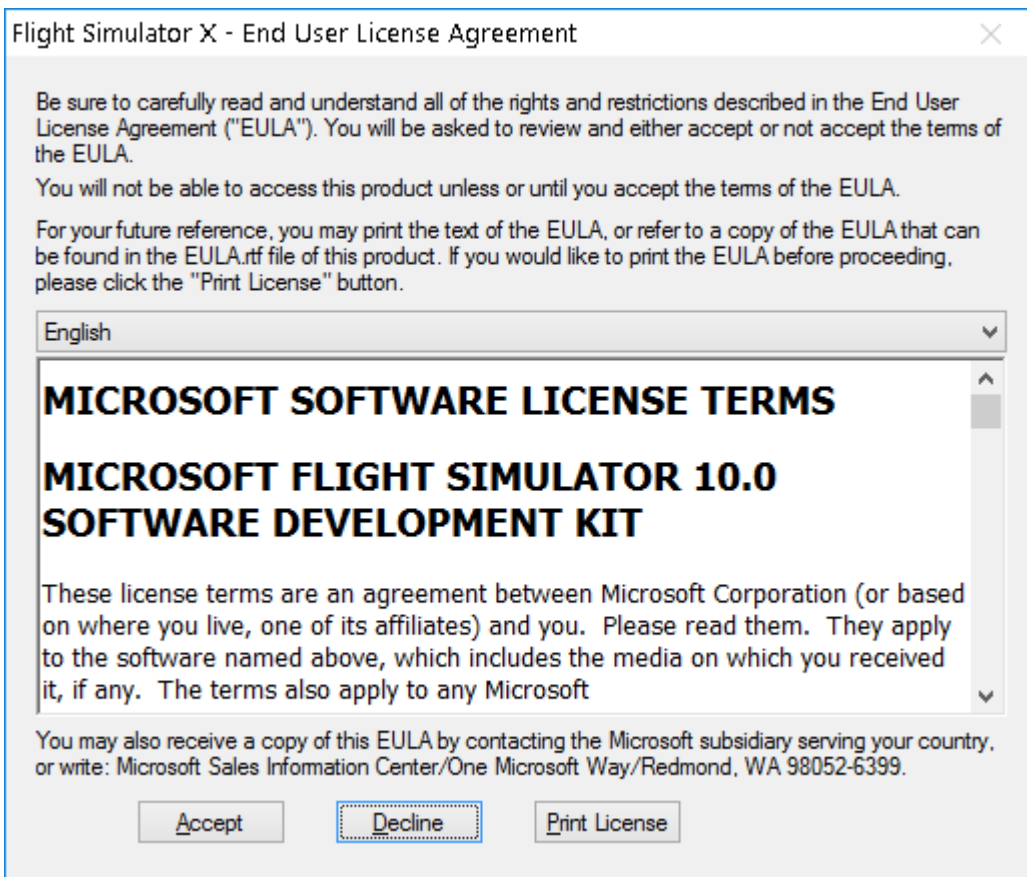 Flight Simulator X - End User License Agreement
Be sure to carefully read and understand all of the rights and restrictions described in the End User
License Agreement ("EULA"). You will be asked to review and either accept or not accept the terms of
the EULA.
You will not be able to access this product unless or until you accept the terms of the EULA.
For your future reference, you may print the text of the EULA, or refer to a copy of the EULA that can
be found in the EULA.rtf file of this product. If you would like to print the EULA before proceeding,
please click the "Print License" button.
English
MICROSOFT SOFTWARE LICENSE TERMS
MICROSOFT FLIGHT SIMULATOR 10.0
SOFTWARE DEVELOPMENT KIT
These license terms are an agreement between Microsoft Corporation (or based
on where you live, one of its affiliates) and you.  Please read them.  They apply
to the software named above, which includes the media on which you received
it, if any.  The terms also apply to any Microsoft
You may also receive a copy of this EULA by contacting the Microsoft subsidiary serving your country,
or write: Microsoft Sales Information Center/One Microsoft Way/Redmond, WA 98052-6399.
Accept Decline Print License